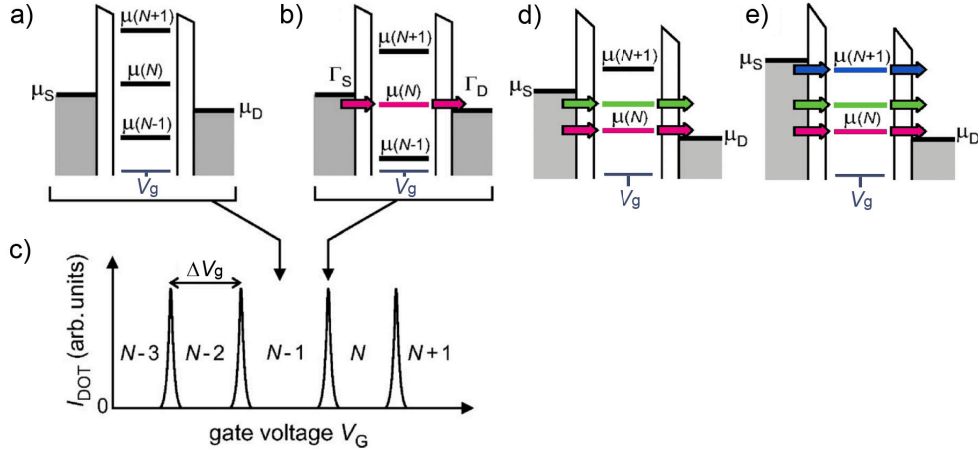 a)
μ(N+1)
μ(N)
μS
μD
μ(N-1)
Vg
b)
μ(N+1)
ΓS
μ(N)
ΓD
μ(N-1)
Vg
d)
μ(N+1)
μS
μ(N)
μD
Vg
e)
μS
μ(N+1)
μ(N)
μD
Vg
c)
IDOT (arb. units)
ΔVg
N-3 N-2 N-1 N N+1
0
gate voltage VG